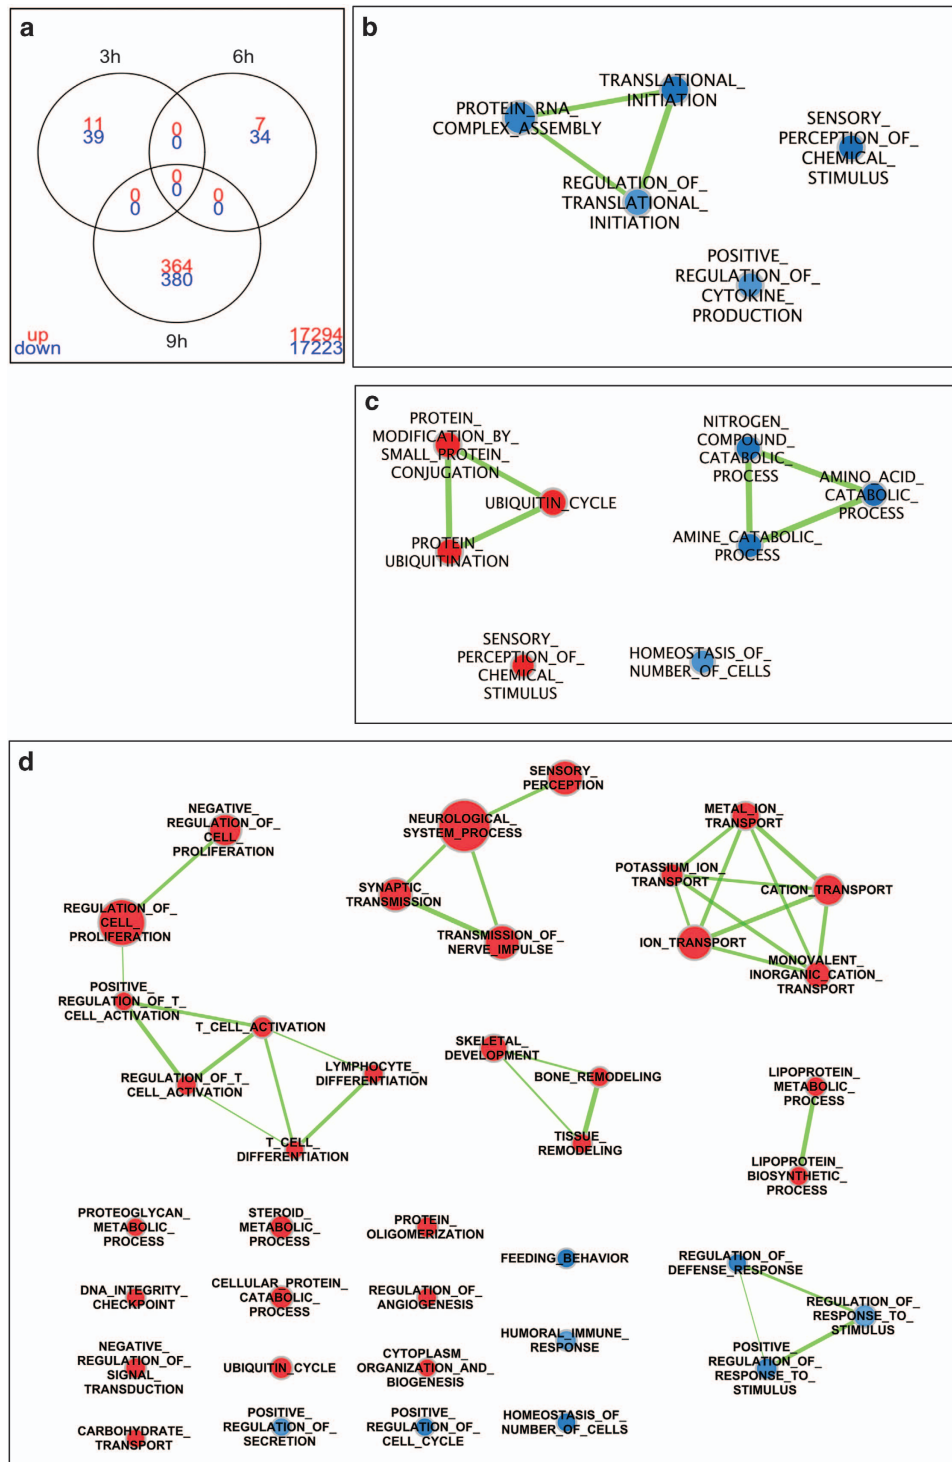 a
3h
6h
11
39
0
0
7
34
0
0
0
0
0
0
364
380
9h
up
down
17294
17223
b
TRANSLATIONAL_
INITIATION
PROTEIN_RNA_
COMPLEX_ASSEMBLY
SENSORY_
PERCEPTION_OF_
CHEMICAL_
STIMULUS
REGULATION_OF_
TRANSLATIONAL_
INITIATION
POSITIVE_
REGULATION_OF_
CYTOKINE_
PRODUCTION
c
PROTEIN_
MODIFICATION_BY_
SMALL_PROTEIN_
CONJUGATION
UBIQUITIN_CYCLE
PROTEIN_
UBIQUITINATION
NITROGEN_
COMPOUND_
CATABOLIC_
PROCESS
AMINO_ACID_
CATABOLIC_
PROCESS
AMINE_CATABOLIC_
PROCESS
SENSORY_
PERCEPTION_OF_
CHEMICAL_
STIMULUS
HOMEOSTASIS_OF_
NUMBER_OF_CELLS
d
NEGATIVE_
REGULATION_OF_
CELL_
PROLIFERATION
REGULATION_OF_
CELL_
PROLIFERATION
POSITIVE_
REGULATION_OF_T_
CELL_ACTIVATION
T_CELL_ACTIVATION
REGULATION_OF_T_
CELL_ACTIVATION
LYMPHOCYTE_
DIFFERENTIATION
T_CELL_
DIFFERENTIATION
SENSORY_
PERCEPTION
NEUROLOGICAL_
SYSTEM_PROCESS
SYNAPTIC_
TRANSMISSION
TRANSMISSION_OF_
NERVE_IMPULSE
METAL_ION_
TRANSPORT
POTASSIUM_ION_
TRANSPORT
CATION_TRANSPORT
ION_TRANSPORT
MONOVALENT_
INORGANIC_CATION_
TRANSPORT
SKELETAL_
DEVELOPMENT
BONE_REMODELING
TISSUE_
REMODELING
LIPOPROTEIN_
METABOLIC_
PROCESS
LIPOPROTEIN_
BIOSYNTHETIC_
PROCESS
PROTEOGLYCAN_
METABOLIC_
PROCESS
STEROID_
METABOLIC_
PROCESS
PROTEIN_
OLIGOMERIZATION
FEEDING_BEHAVIOR
DNA_INTEGRITY_
CHECKPOINT
CELLULAR_PROTEIN_
CATABOLIC_
PROCESS
REGULATION_OF_
ANGIOGENESIS
HUMORAL_IMMUNE_
RESPONSE
NEGATIVE_
REGULATION_OF_
SIGNAL_
TRANSDUCTION
UBIQUITIN_CYCLE
CYTOPLASM_
ORGANIZATION_AND_
BIOGENESIS
CARBOHYDRATE_
TRANSPORT
POSITIVE_
REGULATION_OF_
SECRETION
POSITIVE_
REGULATION_OF_
CELL_CYCLE
HOMEOSTASIS_OF_
NUMBER_OF_CELLS
REGULATION_OF_
DEFENSE_RESPONSE
REGULATION_OF_
RESPONSE_TO_
STIMULUS
POSITIVE_
REGULATION_OF_
RESPONSE_TO_
STIMULUS